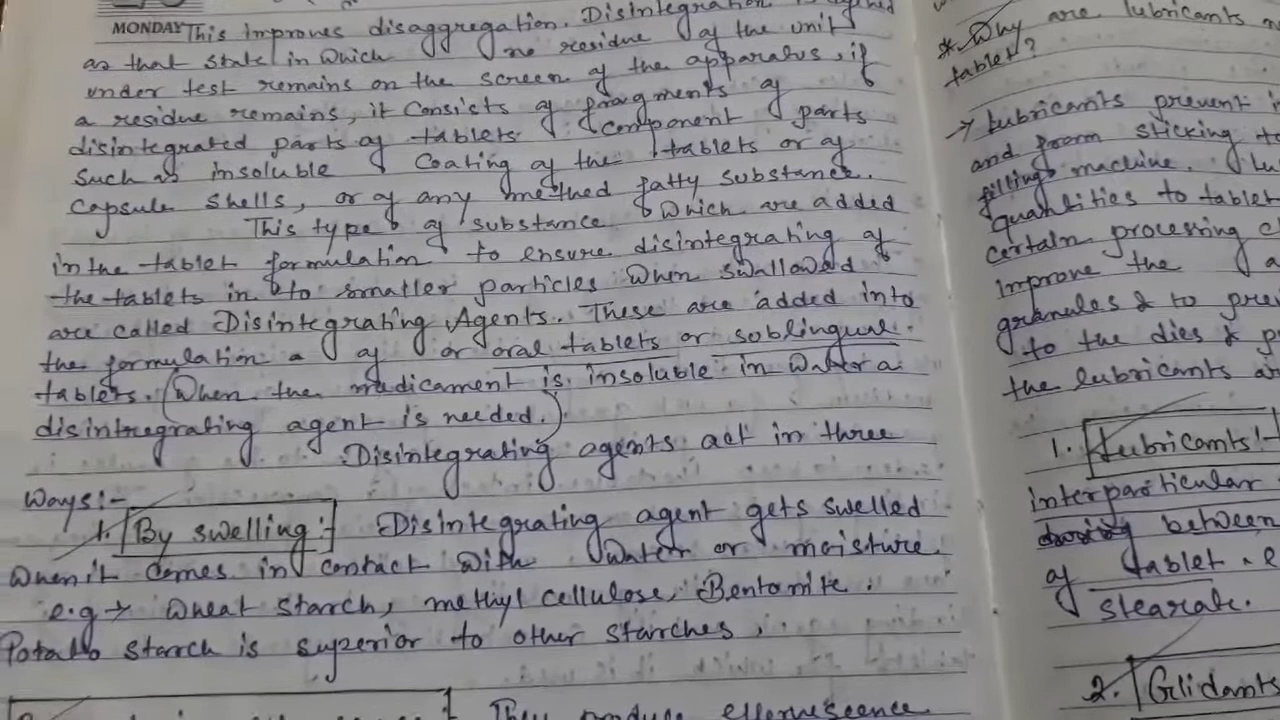 MONDAY This improves disaggregation. Disintegration is
as that state in which no residue of the unit
under test remains on the screen of the apparatus, if
a residue remains, it consists of fragments of
disintegrated parts of tablets component parts
such as insoluble coating of the tablets or of
capsule shells, or of any methed fatty substance.
This type of substance which are added
in the tablet formulation to ensure disintegrating of
the tablets in to smaller particles when swallowed
are called Disintegrating Agents. These are added into
the formulation a of or oral tablets or soblingual
tablets. (When the medicament is insoluble in water a
disintregrating agent is needed.)
Disintegrating agents act in three
ways:-
1. By swelling:- Disintegrating agent gets swelled
when it comes in contact with water or moisture
e.g → Wheat starch, methyl cellulose, Bentomite.
Potato starch is superior to other starches.
They produce effervescence
* Why are lubricants
tablet?
→ Lubricants prevent
and from sticking to
filling machine.
quantities to tablet
certain processing
improve the
granules & to
to the dies &
the lubricants
1. Lubricants:-
interparticular
during between
of tablet.
stearate.
2. Glidants